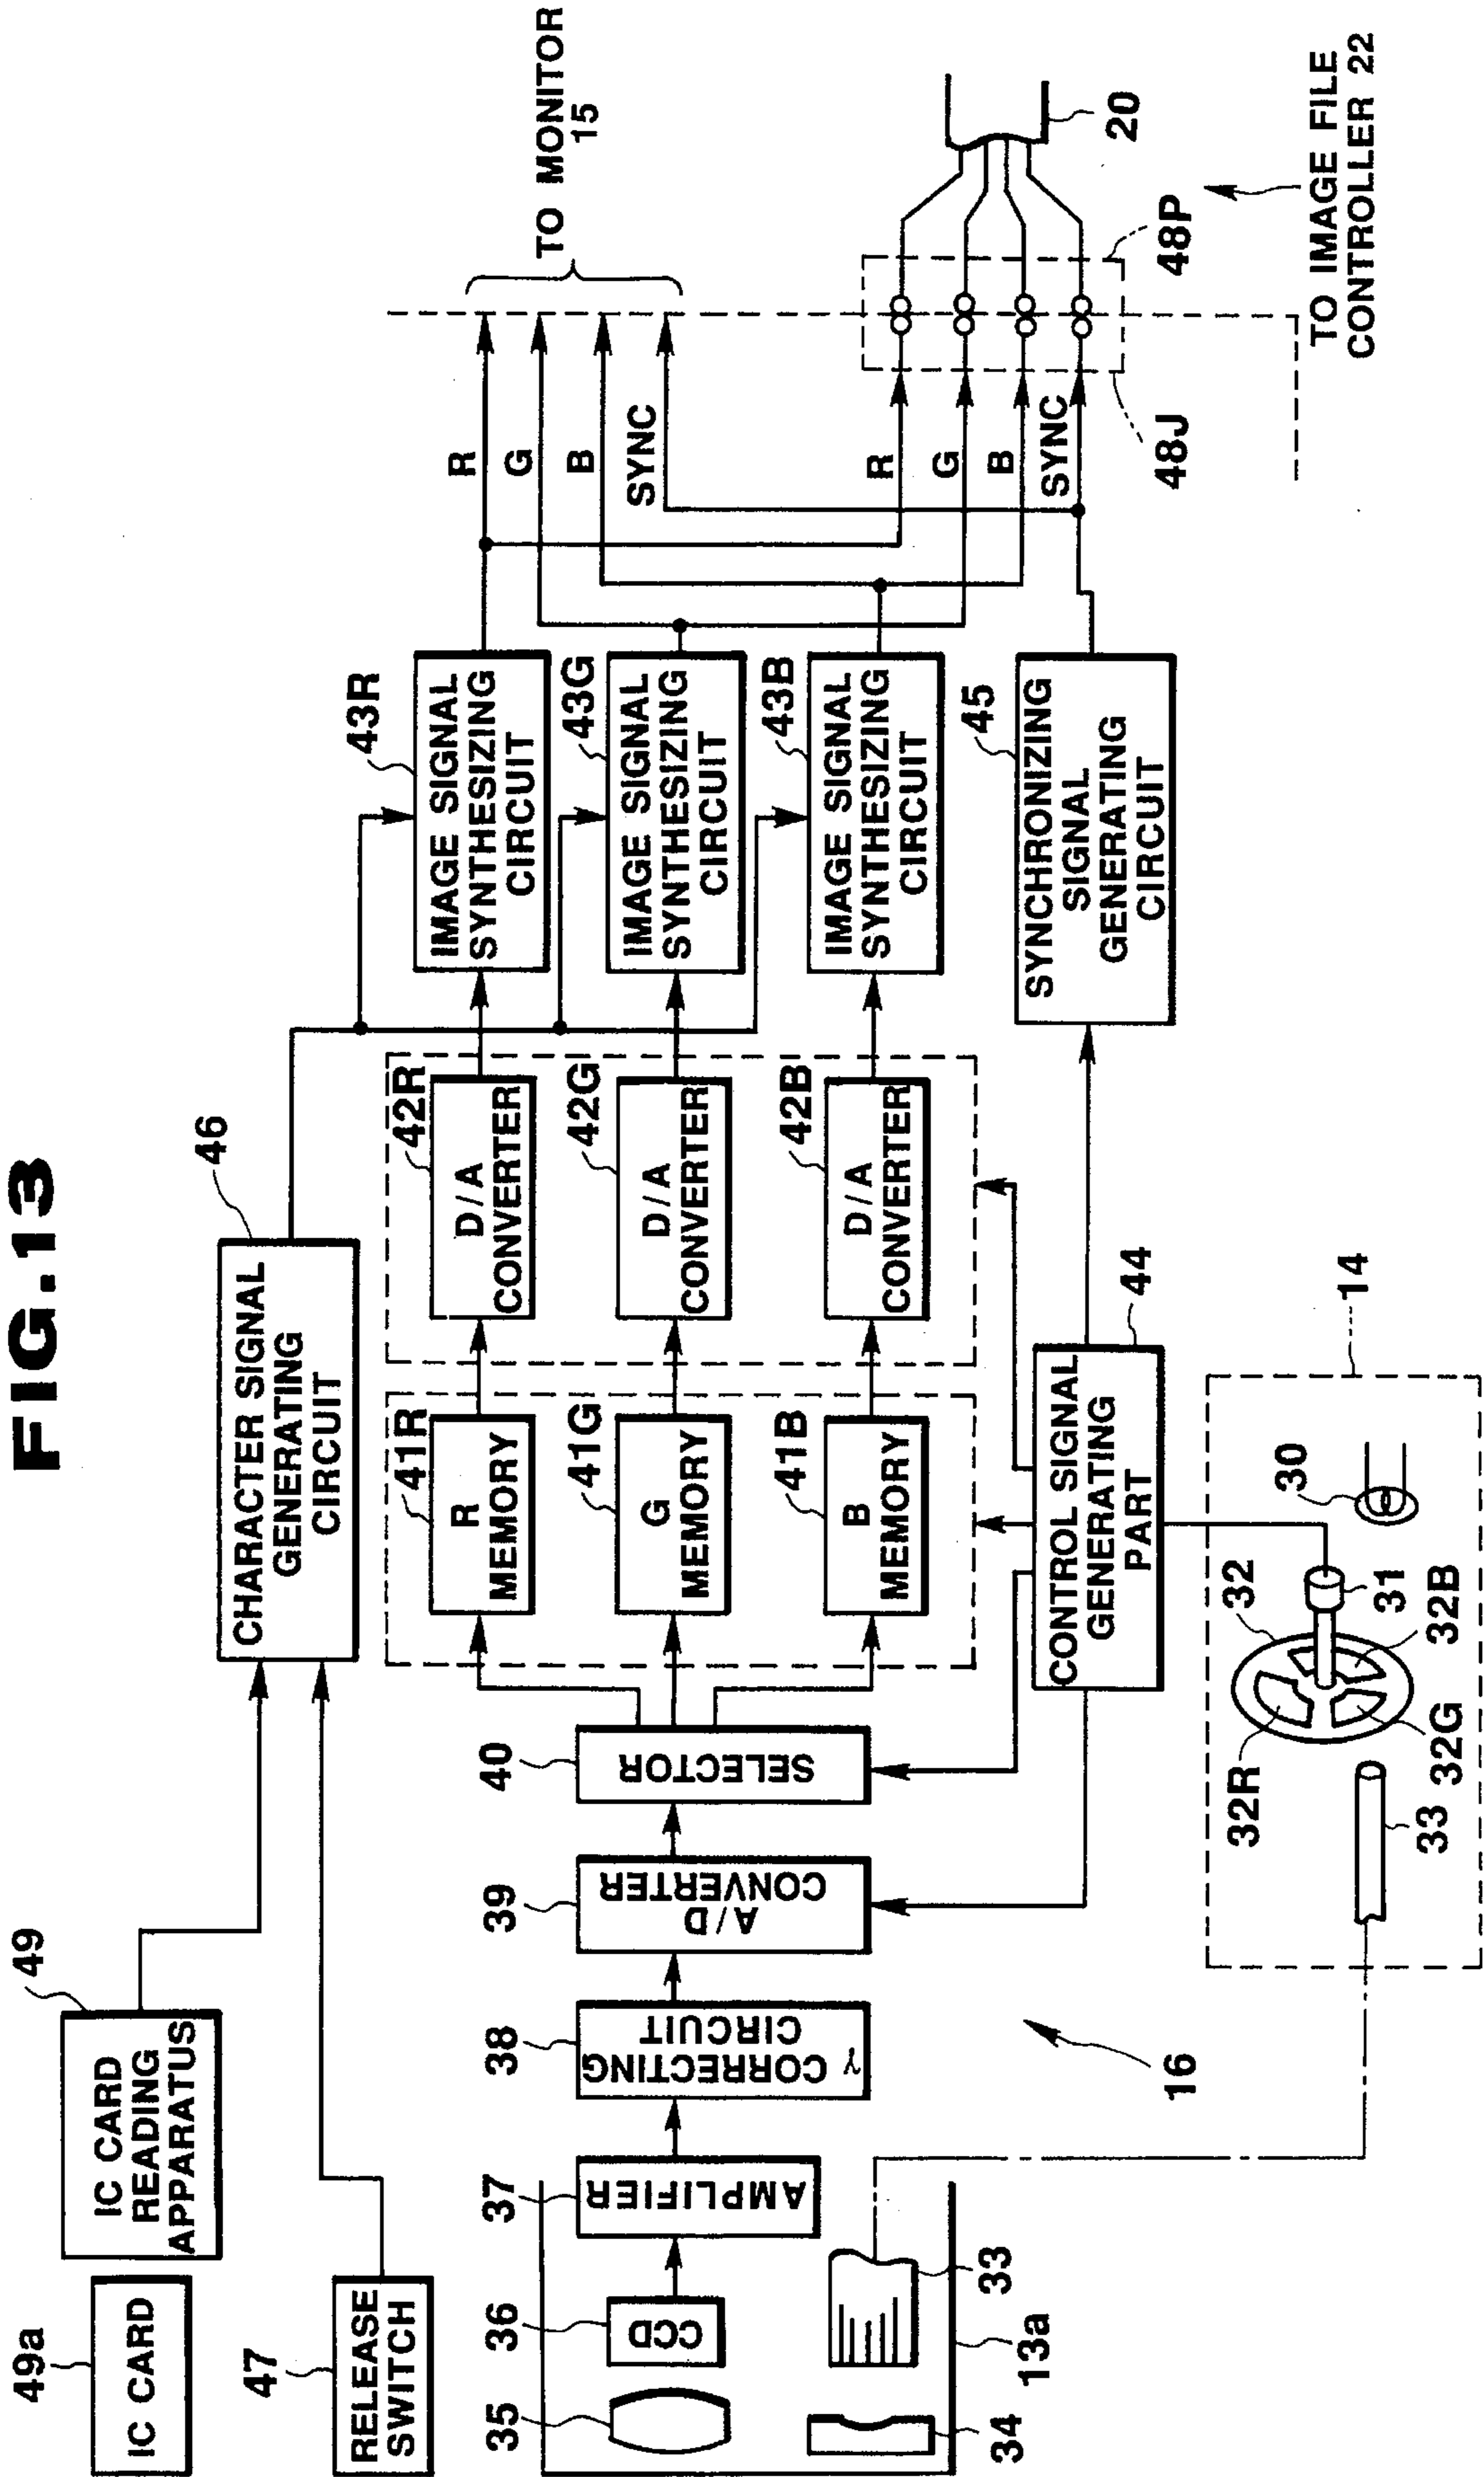 FIG.13
49a
IC CARD
49
IC CARD
READING
APPARATUS
47
RELEASE
SWITCH
46
CHARACTER SIGNAL
GENERATING
CIRCUIT
35
36
CCD
37
AMPLIFIER
38
γ CORRECTING
CIRCUIT
39
A/D
CONVERTER
40
SELECTOR
34
33
13a
41R
R
MEMORY
41G
G
MEMORY
41B
B
MEMORY
42R
D/A
CONVERTER
42G
D/A
CONVERTER
42B
D/A
CONVERTER
43R
IMAGE SIGNAL
SYNTHESIZING
CIRCUIT
43G
IMAGE SIGNAL
SYNTHESIZING
CIRCUIT
43B
IMAGE SIGNAL
SYNTHESIZING
CIRCUIT
45
SYNCHRONIZING
SIGNAL
GENERATING
CIRCUIT
44
CONTROL SIGNAL
GENERATING
PART
16
14
32R
32
30
33
32G
32B
31
R
G
B
SYNC
TO MONITOR
15
R
G
B
SYNC
48J
48P
20
TO IMAGE FILE
CONTROLLER 22